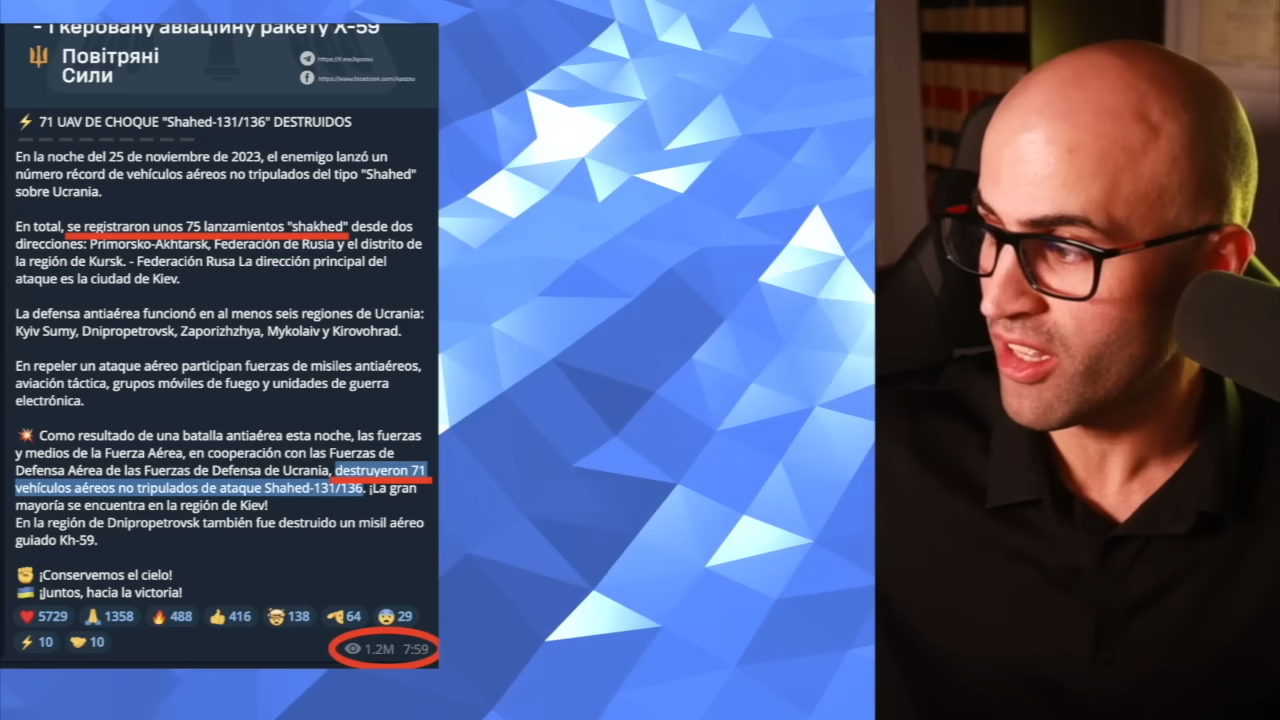 - І керовану авіаційну ракету Х-59
Повітряні
Сили
https://t.me/kpszsu
https://www.facebook.com/kpszsu
⚡ 71 UAV DE CHOQUE "Shahed-131/136" DESTRUIDOS
En la noche del 25 de noviembre de 2023, el enemigo lanzó un
número récord de vehículos aéreos no tripulados del tipo "Shahed"
sobre Ucrania.
En total, se registraron unos 75 lanzamientos "shakhed" desde dos
direcciones: Primorsko-Akhtarsk, Federación de Rusia y el distrito de
la región de Kursk. - Federación Rusa La dirección principal del
ataque es la ciudad de Kiev.
La defensa antiaérea funcionó en al menos seis regiones de Ucrania:
Kyiv Sumy, Dnipropetrovsk, Zaporizhzhya, Mykolaiv y Kirovohrad.
En repeler un ataque aéreo participan fuerzas de misiles antiaéreos,
aviación táctica, grupos móviles de fuego y unidades de guerra
electrónica.
💥 Como resultado de una batalla antiaérea esta noche, las fuerzas
y medios de la Fuerza Aérea, en cooperación con las Fuerzas de
Defensa Aérea de las Fuerzas de Defensa de Ucrania, destruyeron 71
vehículos aéreos no tripulados de ataque Shahed-131/136. ¡La gran
mayoría se encuentra en la región de Kiev!
En la región de Dnipropetrovsk también fue destruido un misil aéreo
guiado Kh-59.
✊ ¡Conservemos el cielo!
🇺🇦 ¡Juntos, hacia la victoria!
❤ 5729 🙏 1358 🔥 488 👍 416 🤯 138 🫡 64 😨 29
⚡ 10 🤝 10
1.2M 7:59